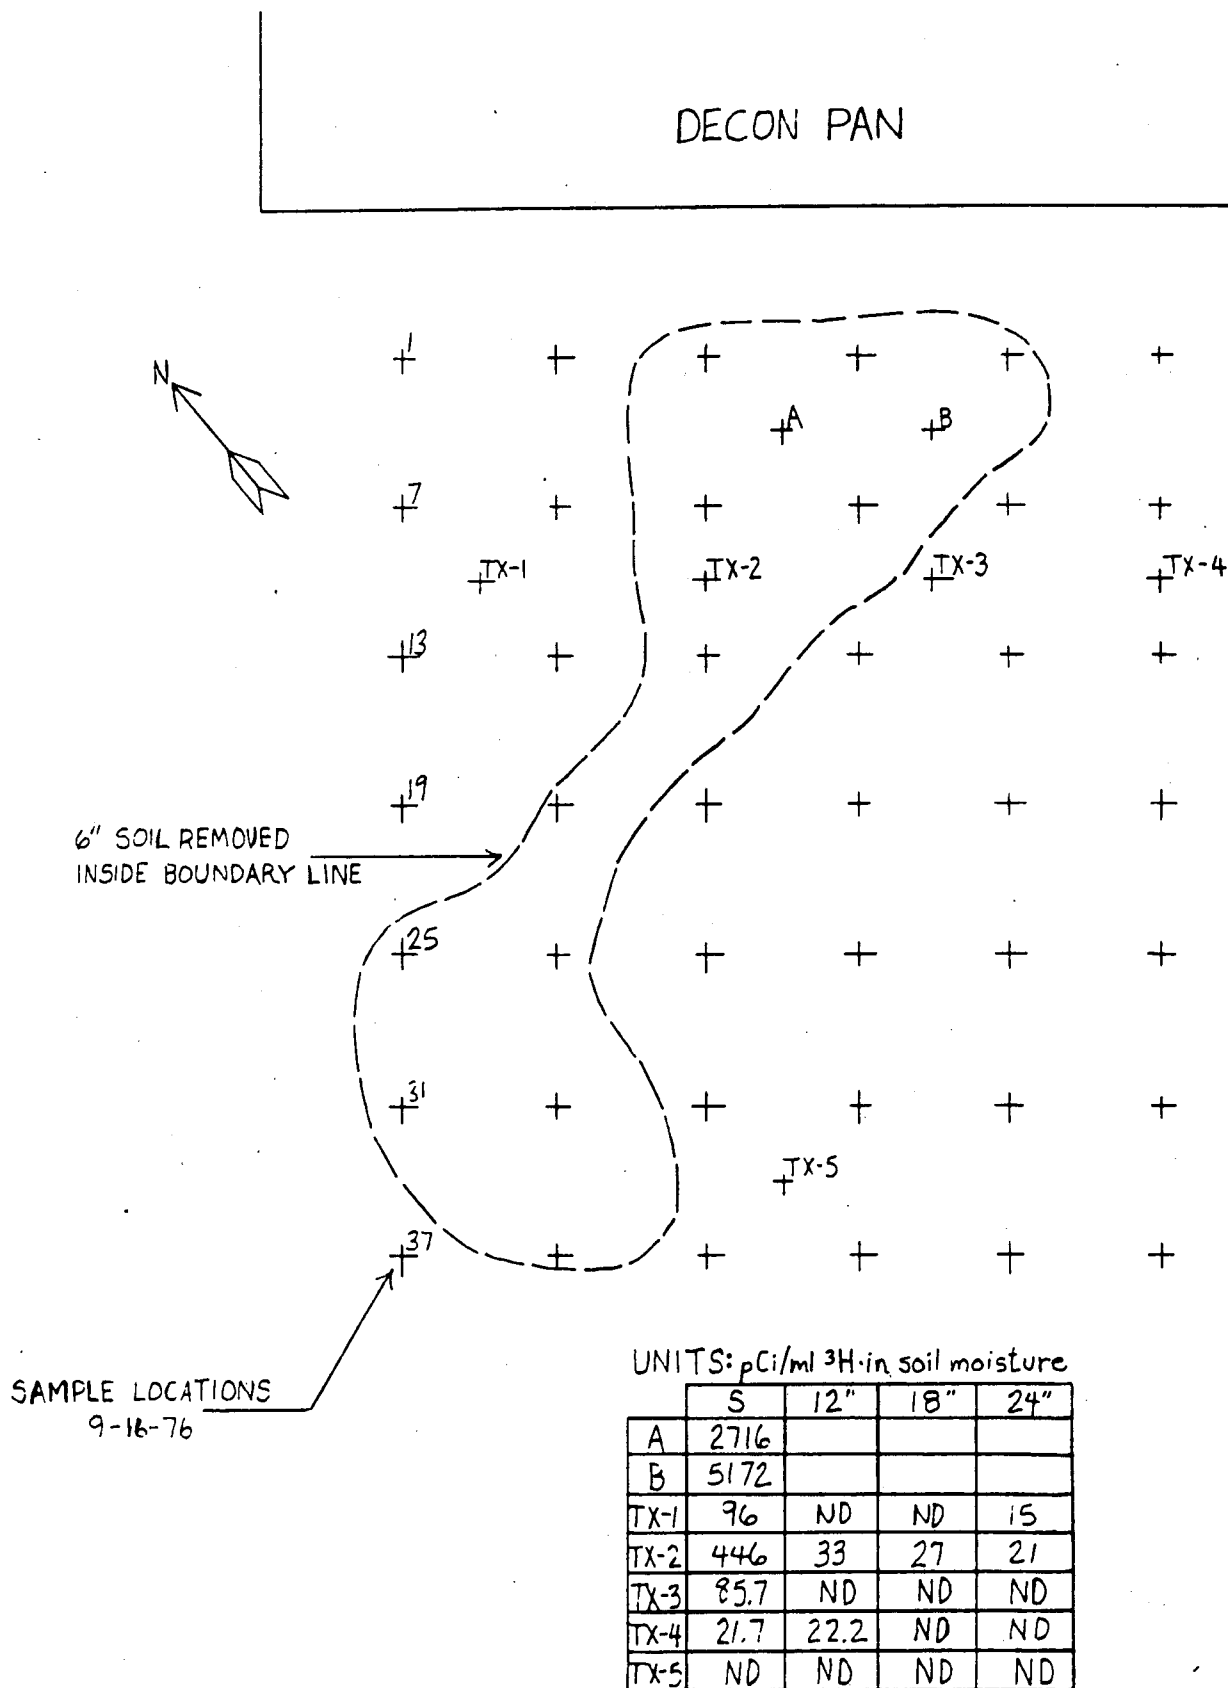 DECON PAN
1
N
A
B
7
TX-1
TX-2
TX-3
TX-4
13
19
6" SOIL REMOVED
INSIDE BOUNDARY LINE
25
31
TX-5
37
SAMPLE LOCATIONS
9-16-76
UNITS: pCi/ml ³H in soil moisture
S 12" 18" 24"
A 2716
B 5172
TX-1 96 ND ND 15
TX-2 446 33 27 21
TX-3 85.7 ND ND ND
TX-4 21.7 22.2 ND ND
TX-5 ND ND ND ND